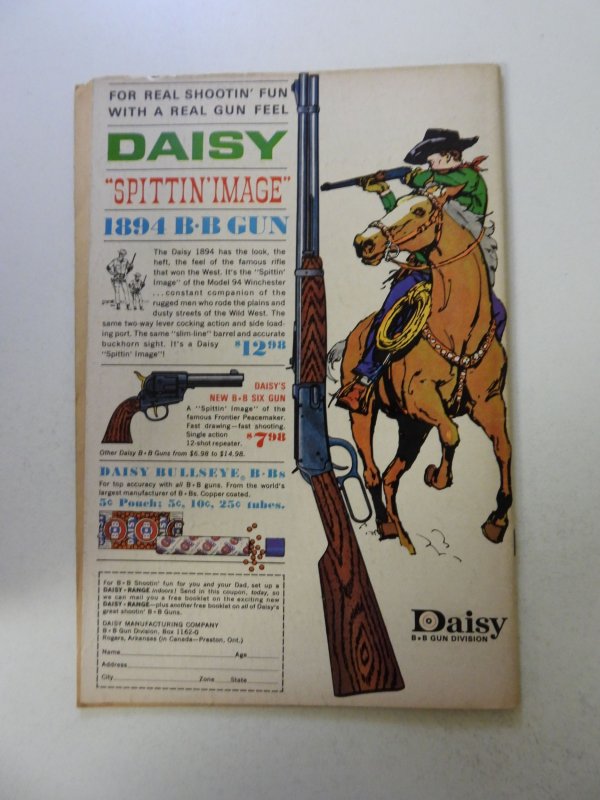 FOR REAL SHOOTIN' FUN
WITH A REAL GUN FEEL
DAISY
"SPITTIN' IMAGE"
1894 B•B GUN
The Daisy 1894 has the look, the
heft, the feel of the famous rifle
that won the West. It's the "Spittin'
Image" of the Model 94 Winchester
...constant companion of the
rugged men who rode the plains and
dusty streets of the Wild West. The
same two-way lever cocking action and side load-
ing port. The same "slim-line" barrel and accurate
buckhorn sight. It's a Daisy
"Spittin' Image"!
$12.98
DAISY'S
NEW B•B SIX GUN
A "Spittin' Image" of the
famous Frontier Peacemaker.
Fast drawing—fast shooting.
Single action
12-shot repeater.
$7.98
Other Daisy B•B Guns from $6.98 to $14.98.
DAISY BULLSEYE® B•Bs
For top accuracy with all B•B guns. From the world's
largest manufacturer of B•Bs. Copper coated.
5¢ Pouch; 5¢, 10¢, 25¢ tubes.
For B•B Shootin' fun for you and your Dad, set up a
DAISY-RANGE indoors! Send in this coupon, today, so
we can mail you a free booklet on the exciting new
DAISY-RANGE—plus another free booklet on all of Daisy's
great shootin' B•B Guns.
DAISY MANUFACTURING COMPANY
B•B Gun Division, Box 1162-Q
Rogers, Arkansas (in Canada—Preston, Ont.)
Name Age
Address
City Zone State
Daisy
B•B GUN DIVISION